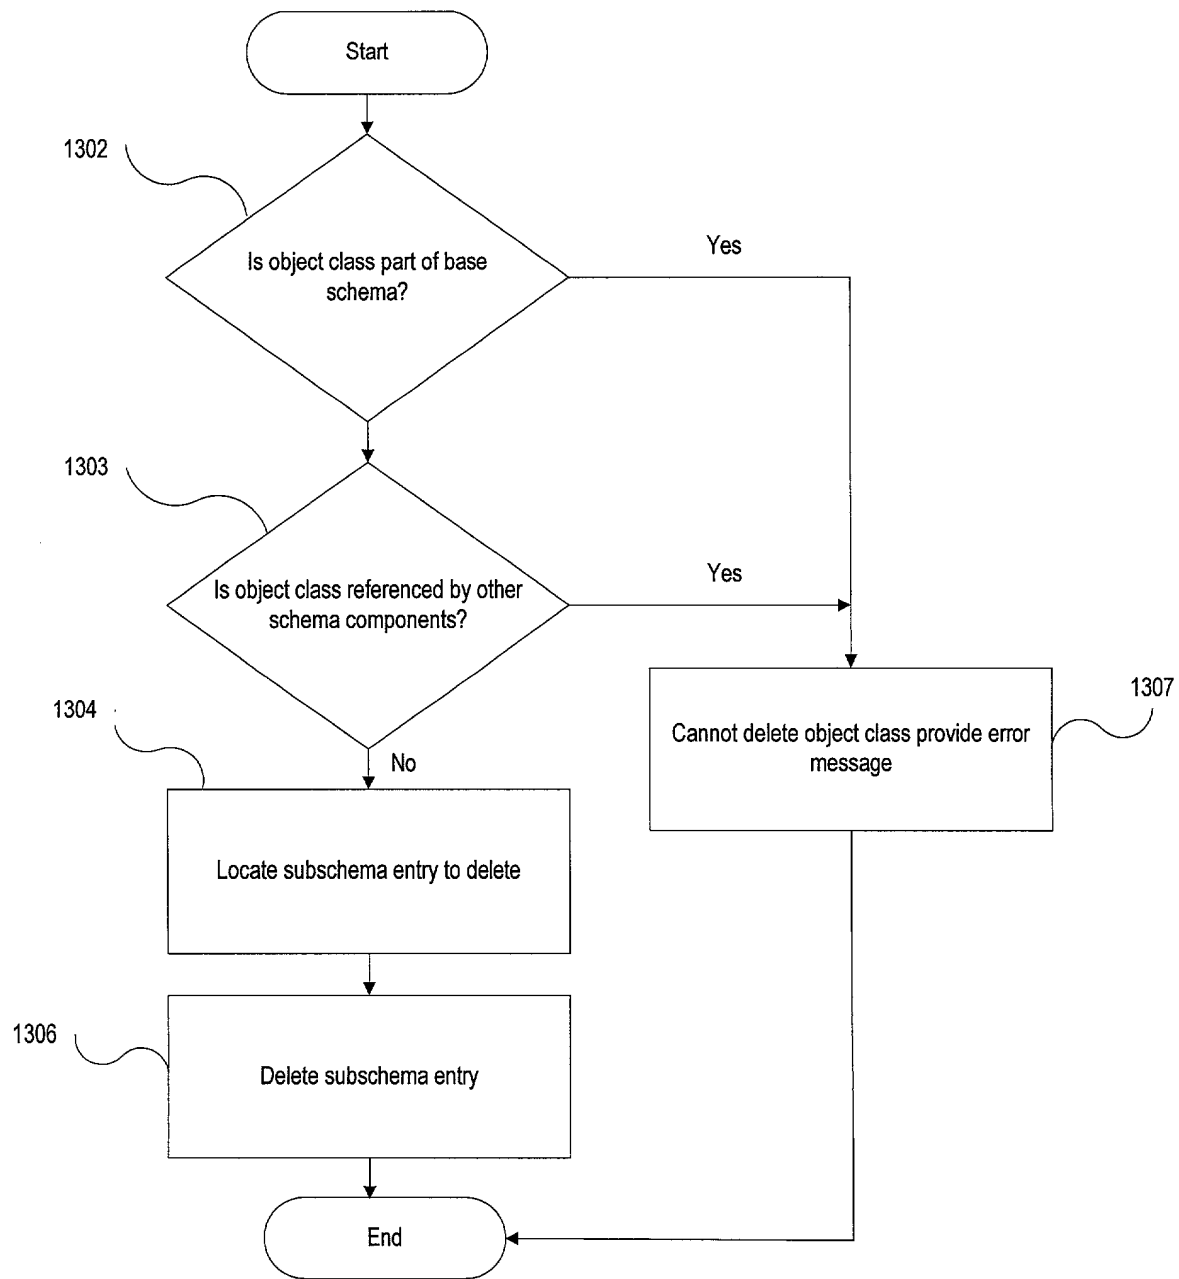 Start
1302
Is object class part of base
schema?
Yes
1303
Is object class referenced by other
schema components?
Yes
1304
No
Cannot delete object class provide error
message
1307
Locate subschema entry to delete
1306
Delete subschema entry
End